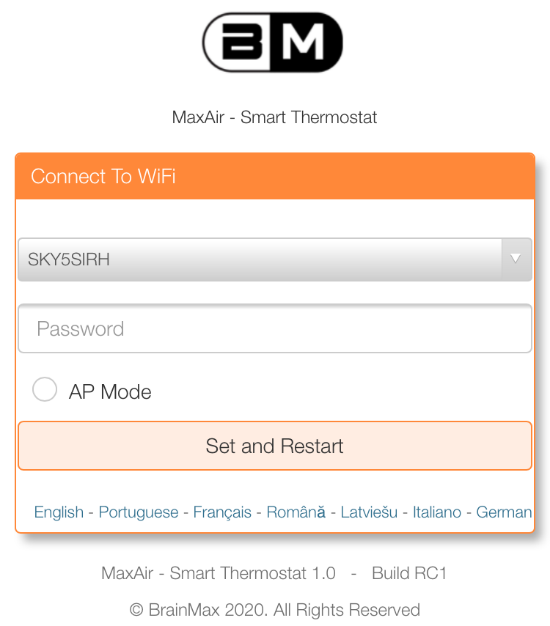 BM
MaxAir - Smart Thermostat
Connect To WiFi
SKY5SIRH
Password
AP Mode
Set and Restart
English - Portuguese - Français - Română - Latviešu - Italiano - German
MaxAir - Smart Thermostat 1.0 - Build RC1
© BrainMax 2020. All Rights Reserved